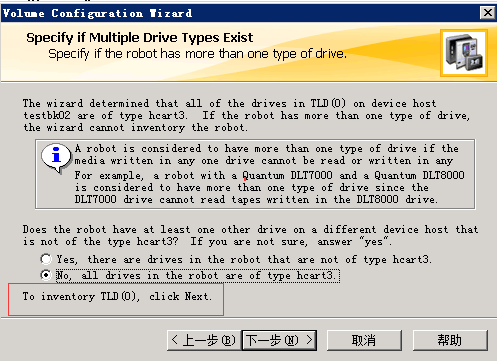 Volume Configuration Wizard
Specify if Multiple Drive Types Exist
Specify if the robot has more than one type of drive.
The wizard determined that all of the drives in TLD(0) on device host
testbk02 are of type hcart3.  If the robot has more than one type of drive,
the wizard cannot inventory the robot.
A robot is considered to have more than one type of drive if the
media written in any one drive cannot be read or written in any
For example, a robot with a Quantum DLT7000 and a Quantum DLT8000
is considered to have more than one type of drive since the
DLT7000 drive cannot read tapes written in the DLT8000 drive.
Does the robot have at least one other drive on a different device host that
is not of the type hcart3?  If you are not sure, answer "yes".
Yes, there are drives in the robot that are not of type hcart3.
No, all drives in the robot are of type hcart3.
To inventory TLD(0), click Next.
< 上一步(B) 下一步(N) > 取消 帮助